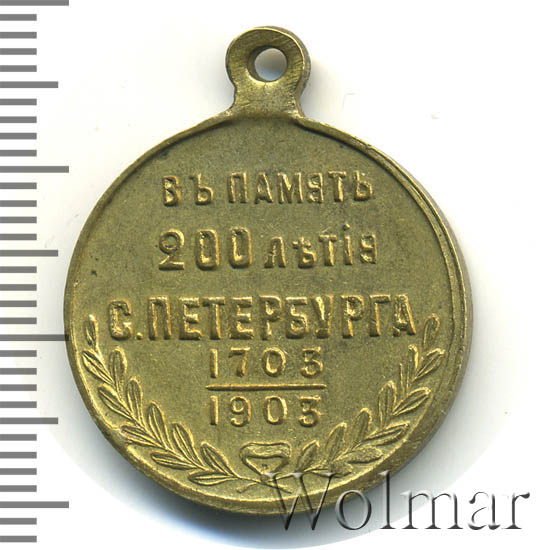 ВЪ ПАМЯТЬ
200 ЛѢТІЯ
С. ПЕТЕРБУРГА
1703
1903
Wolmar